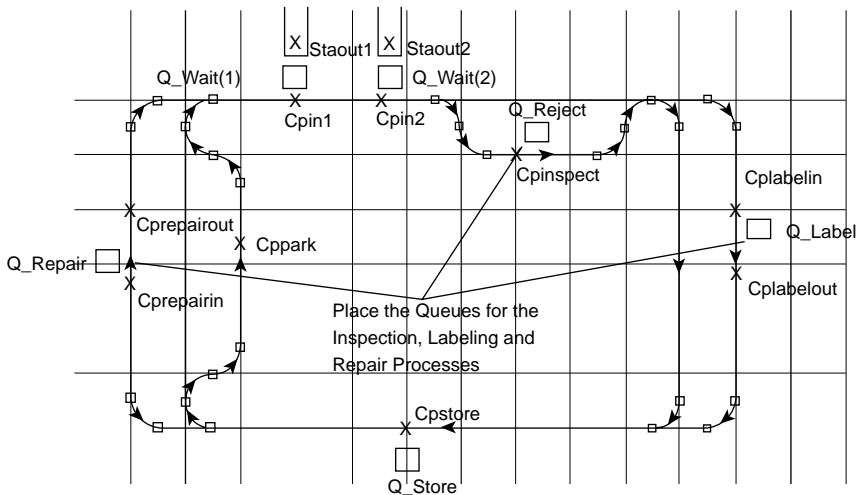 Staout1
Staout2
Q_Wait(1)
Q_Wait(2)
Q_Reject
Cpin1
Cpin2
Cpinspect
Cplabelin
Cprepairout
Cppark
Q_Label
Q_Repair
Cprepairin
Cplabelout
Place the Queues for the
Inspection, Labeling and
Repair Processes
Cpstore
Q_Store